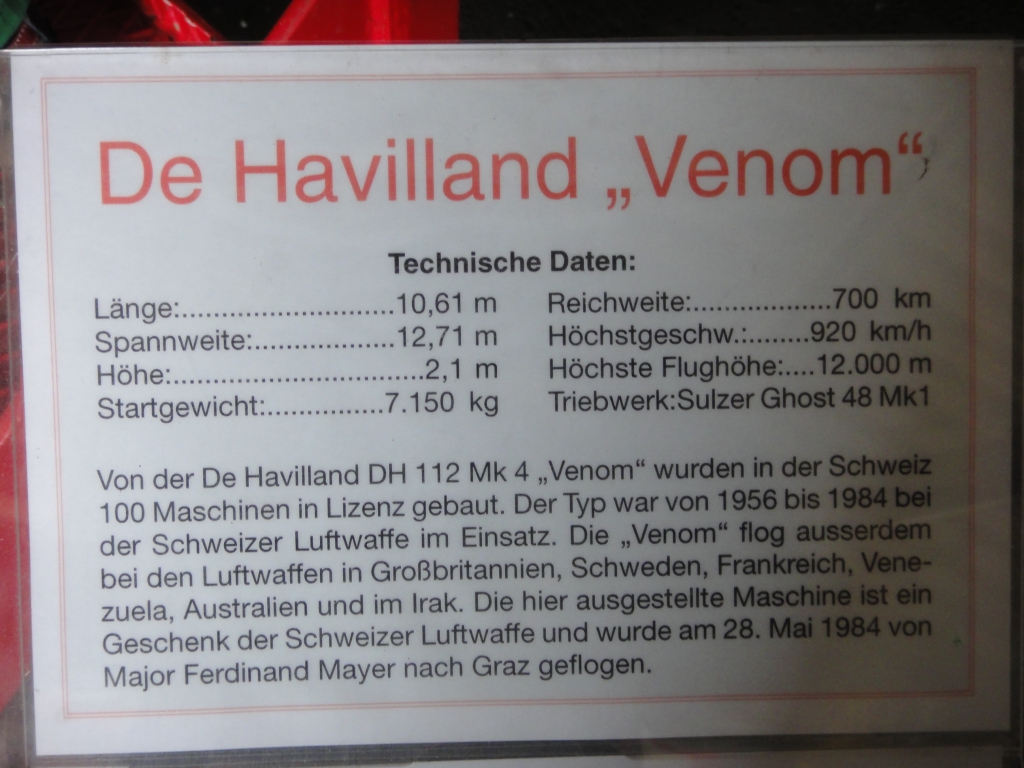 De Havilland „Venom“
Technische Daten:
Länge:...........................10,61 m
Spannweite:..................12,71 m
Höhe:................................2,1 m
Startgewicht:...............7.150 kg
Reichweite:..................700 km
Höchstgeschw.:........920 km/h
Höchste Flughöhe:....12.000 m
Triebwerk:Sulzer Ghost 48 Mk1
Von der De Havilland DH 112 Mk 4 „Venom“ wurden in der Schweiz
100 Maschinen in Lizenz gebaut. Der Typ war von 1956 bis 1984 bei
der Schweizer Luftwaffe im Einsatz. Die „Venom“ flog ausserdem
bei den Luftwaffen in Großbritannien, Schweden, Frankreich, Vene-
zuela, Australien und im Irak. Die hier ausgestellte Maschine ist ein
Geschenk der Schweizer Luftwaffe und wurde am 28. Mai 1984 von
Major Ferdinand Mayer nach Graz geflogen.